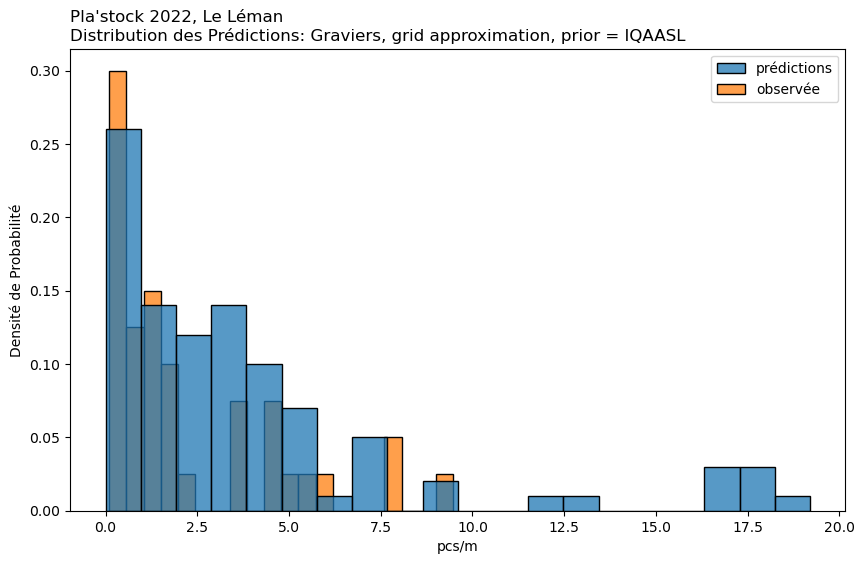 Pla'stock 2022, Le Léman
Distribution des Prédictions: Graviers, grid approximation, prior = IQAASL
prédictions
observée
Densité de Probabilité
0.30
0.25
0.20
0.15
0.10
0.05
0.00
0.0 2.5 5.0 7.5 10.0 12.5 15.0 17.5 20.0
pcs/m